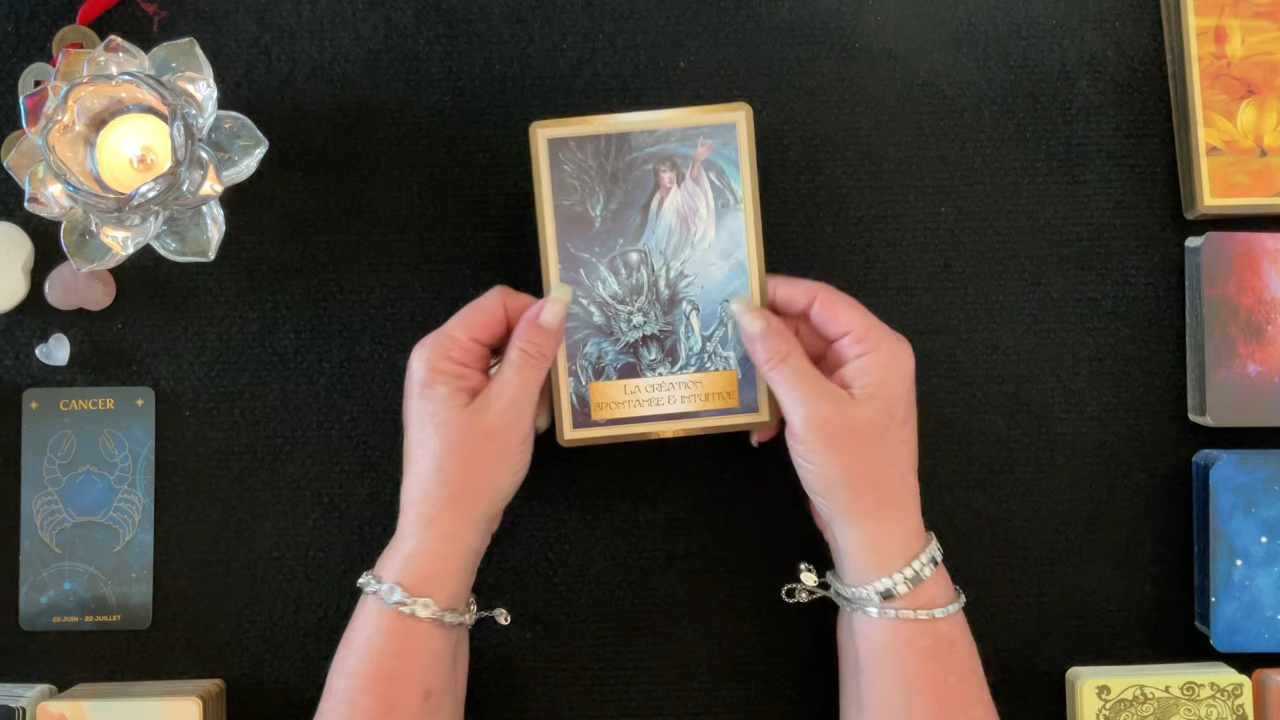 LA CRÉATION
SPONTANÉE & INTUITIVE
CANCER
22 JUIN - 22 JUILLET